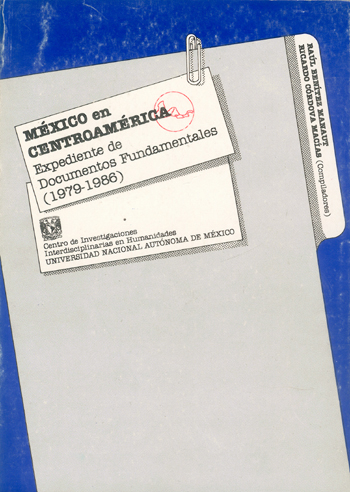 MÉXICO en
CENTROAMÉRICA
Expediente de
Documentos Fundamentales
(1979-1986)
Centro de Investigaciones
Interdisciplinarias en Humanidades
UNIVERSIDAD NACIONAL AUTÓNOMA DE MÉXICO
RAÚL BENÍTEZ MANAUT
RICARDO CÓRDOVA MACÍAS (Compiladores)